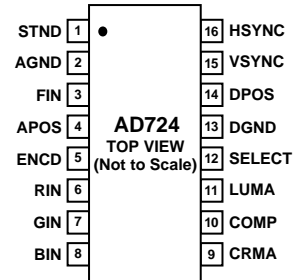 STND 1
AGND 2
FIN 3
APOS 4
ENCD 5
RIN 6
GIN 7
BIN 8
AD724
TOP VIEW
(Not to Scale)
16 HSYNC
15 VSYNC
14 DPOS
13 DGND
12 SELECT
11 LUMA
10 COMP
9 CRMA